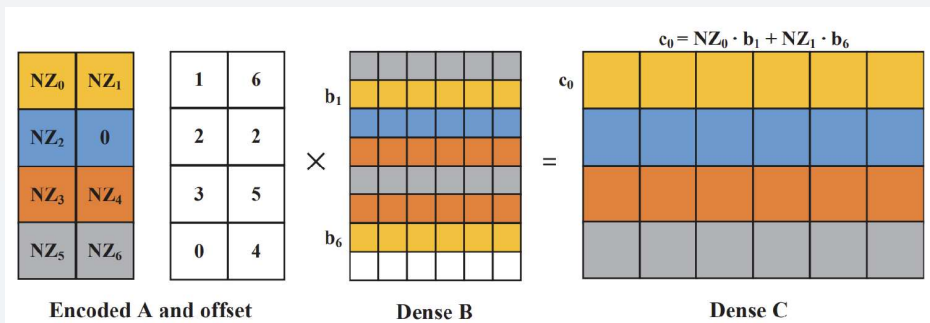 c₀ = NZ₀ · b₁ + NZ₁ · b₆
NZ₀ NZ₁ 1 6 c₀
b₁
NZ₂ 0 2 2
× =
NZ₃ NZ₄ 3 5
NZ₅ NZ₆ 0 4 b₆
Encoded A and offset Dense B Dense C